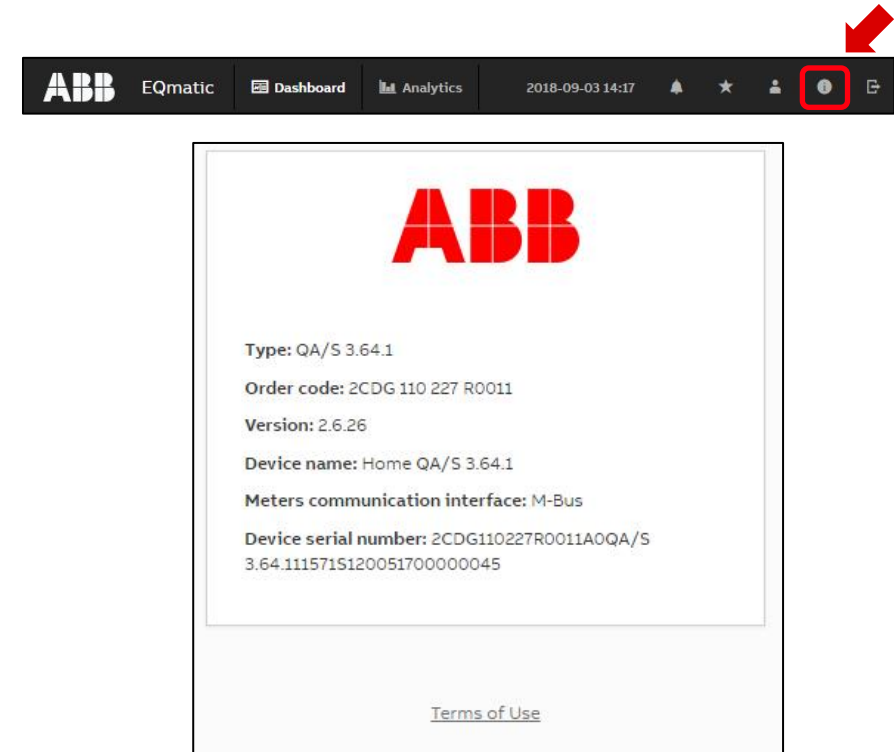 ABB EQmatic Dashboard Analytics 2018-09-03 14:17
ABB
Type: QA/S 3.64.1
Order code: 2CDG 110 227 R0011
Version: 2.6.26
Device name: Home QA/S 3.64.1
Meters communication interface: M-Bus
Device serial number: 2CDG110227R0011A0QA/S
3.64.111571S120051700000045
Terms of Use